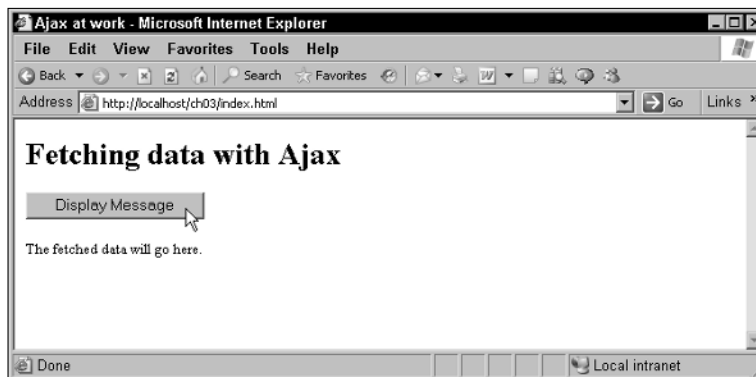 Ajax at work - Microsoft Internet Explorer
File Edit View Favorites Tools Help
Back Search Favorites
Address http://localhost/ch03/index.html Go Links »
Fetching data with Ajax
Display Message
The fetched data will go here.
Done Local intranet